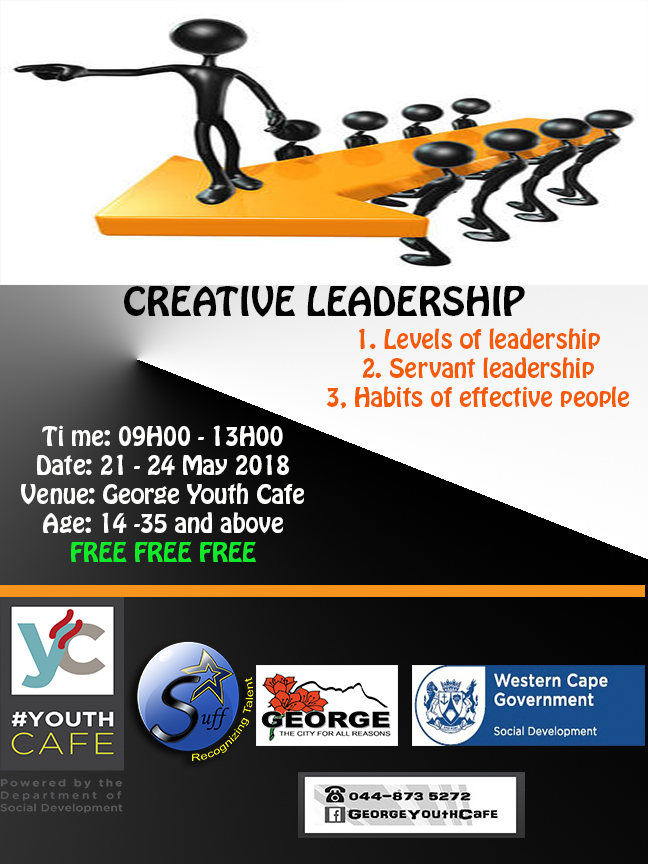 CREATIVE LEADERSHIP
1. Levels of leadership
2. Servant leadership
3, Habits of effective people
Ti me: 09H00 - 13H00
Date: 21 - 24 May 2018
Venue: George Youth Cafe
Age: 14 -35 and above
FREE FREE FREE
yc
#YOUTH
CAFE
Powered by the
Department of
Social Development
Suff
Recognizing Talent
GEORGE
THE CITY FOR ALL REASONS
Western Cape
Government
Social Development
044-873 5272
GEORGEYOUTHCAFE